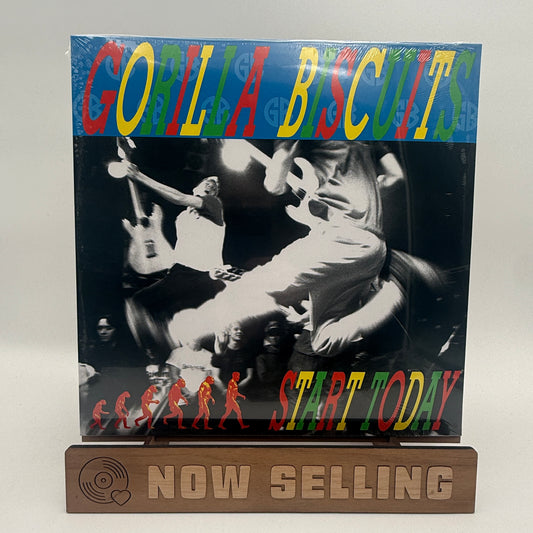 GORILLA BISCUITS
START TODAY
NOW SELLING